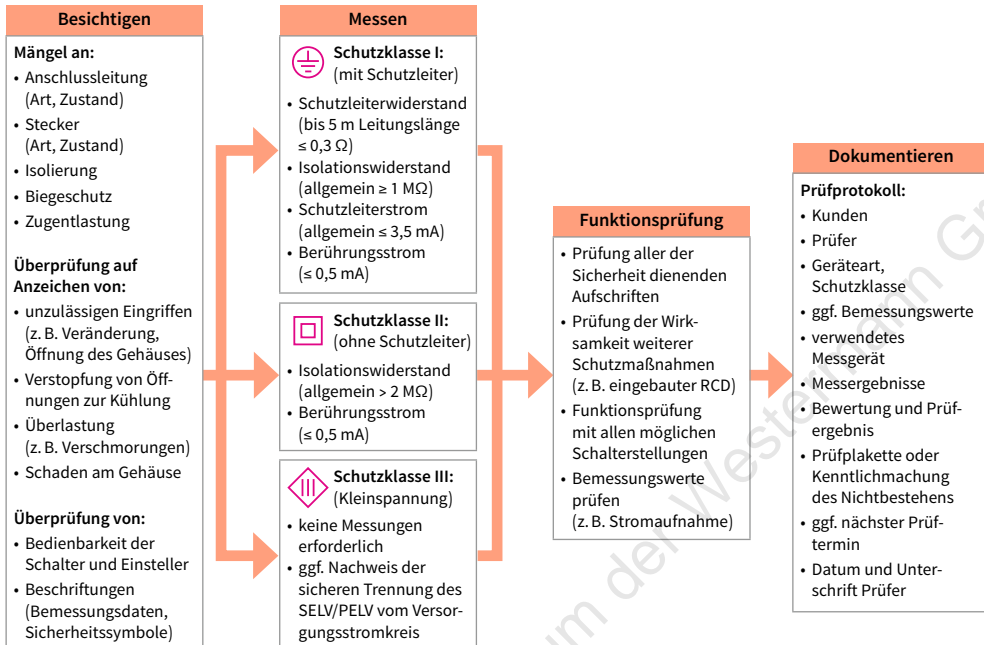 Besichtigen
Mängel an:
• Anschlussleitung
(Art, Zustand)
• Stecker
(Art, Zustand)
• Isolierung
• Biegeschutz
• Zugentlastung
Überprüfung auf
Anzeichen von:
• unzulässigen Eingriffen
(z. B. Veränderung,
Öffnung des Gehäuses)
• Verstopfung von Öff-
nungen zur Kühlung
• Überlastung
(z. B. Verschmorungen)
• Schaden am Gehäuse
Überprüfung von:
• Bedienbarkeit der
Schalter und Einsteller
• Beschriftungen
(Bemessungsdaten,
Sicherheitssymbole)
Messen
Schutzklasse I:
(mit Schutzleiter)
• Schutzleiterwiderstand
(bis 5 m Leitungslänge
≤ 0,3 Ω)
• Isolationswiderstand
(allgemein ≥ 1 MΩ)
• Schutzleiterstrom
(allgemein ≤ 3,5 mA)
• Berührungsstrom
(≤ 0,5 mA)
Schutzklasse II:
(ohne Schutzleiter)
• Isolationswiderstand
(allgemein > 2 MΩ)
• Berührungsstrom
(≤ 0,5 mA)
Schutzklasse III:
(Kleinspannung)
• keine Messungen
erforderlich
• ggf. Nachweis der
sicheren Trennung des
SELV/PELV vom Versor-
gungsstromkreis
Funktionsprüfung
• Prüfung aller der
Sicherheit dienenden
Aufschriften
• Prüfung der Wirk-
samkeit weiterer
Schutzmaßnahmen
(z. B. eingebauter RCD)
• Funktionsprüfung
mit allen möglichen
Schalterstellungen
• Bemessungswerte
prüfen
(z. B. Stromaufnahme)
Dokumentieren
Prüfprotokoll:
• Kunden
• Prüfer
• Geräteart,
Schutzklasse
• ggf. Bemessungswerte
• verwendetes
Messgerät
• Messergebnisse
• Bewertung und Prüf-
ergebnis
• Prüfplakette oder
Kenntlichmachung
des Nichtbestehens
• ggf. nächster Prüf-
termin
• Datum und Unter-
schrift Prüfer
der Westermann